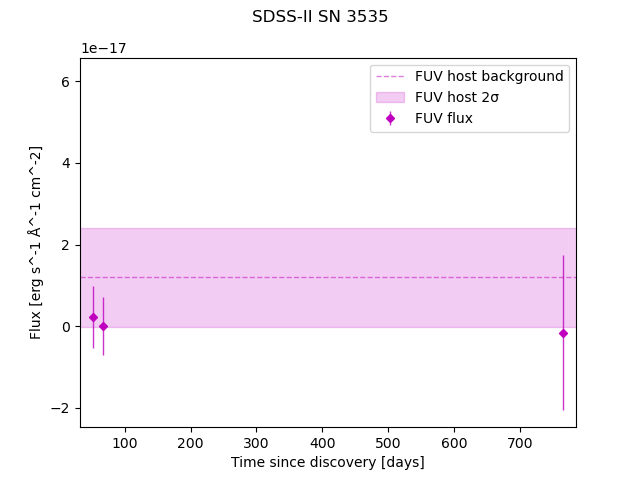 SDSS-II SN 3535
1e−17
FUV host background
FUV host 2σ
FUV flux
6
4
2
0
−2
Flux [erg s^-1 Å^-1 cm^-2]
100 200 300 400 500 600 700
Time since discovery [days]